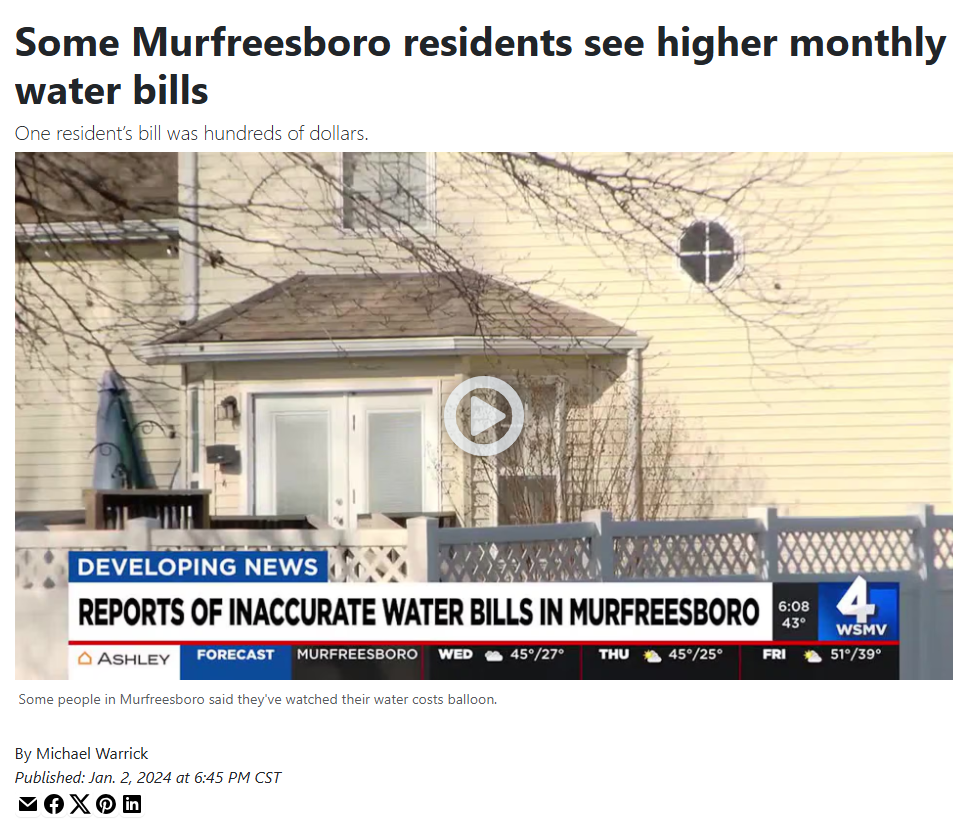 Some Murfreesboro residents see higher monthly
water bills
One resident's bill was hundreds of dollars.
DEVELOPING NEWS
REPORTS OF INACCURATE WATER BILLS IN MURFREESBORO
6:08
43°
4
WSMV
ASHLEY
FORECAST
MURFREESBORO
WED 45°/27°
THU 45°/25°
FRI 51°/39°
Some people in Murfreesboro said they've watched their water costs balloon.
By Michael Warrick
Published: Jan. 2, 2024 at 6:45 PM CST